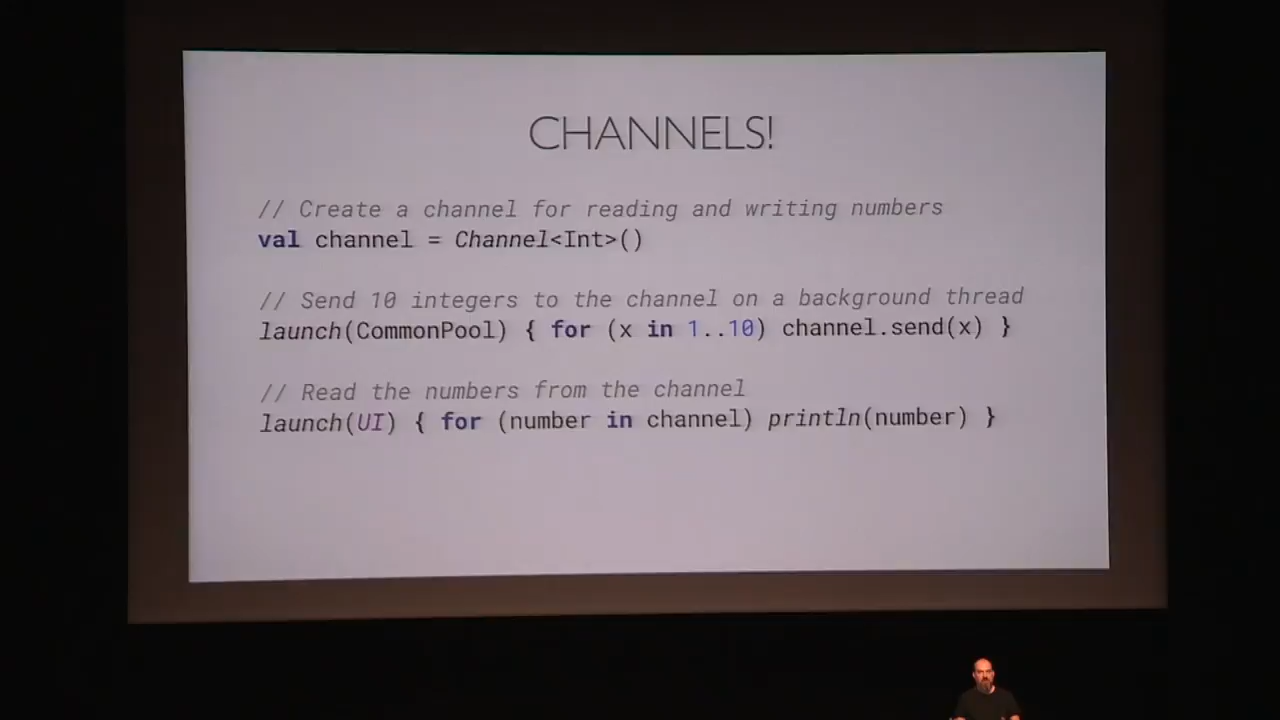 CHANNELS!
// Create a channel for reading and writing numbers
val channel = Channel<Int>()
// Send 10 integers to the channel on a background thread
launch(CommonPool) { for (x in 1..10) channel.send(x) }
// Read the numbers from the channel
launch(UI) { for (number in channel) println(number) }